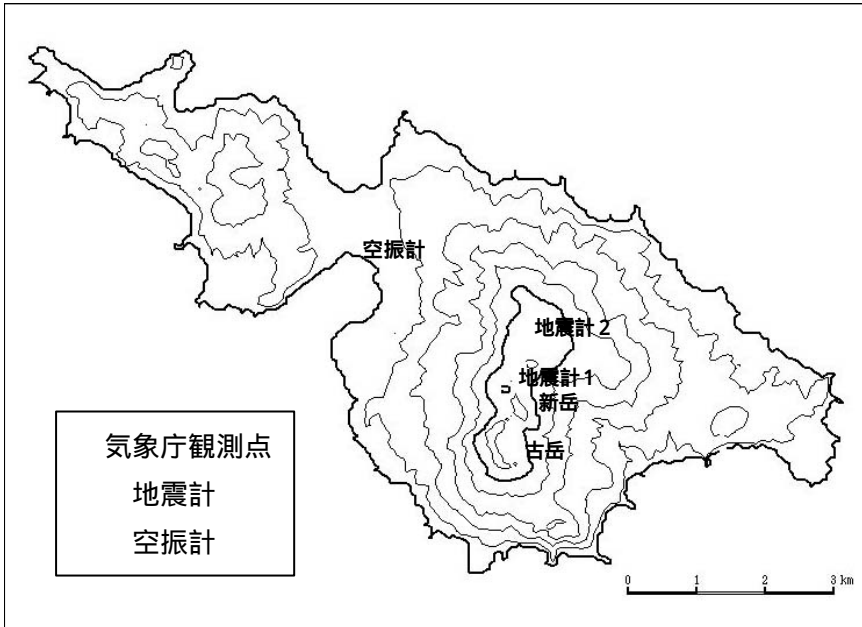 空振計
地震計2
地震計1
新岳
古岳
気象庁観測点
地震計
空振計
0 1 2 3 km